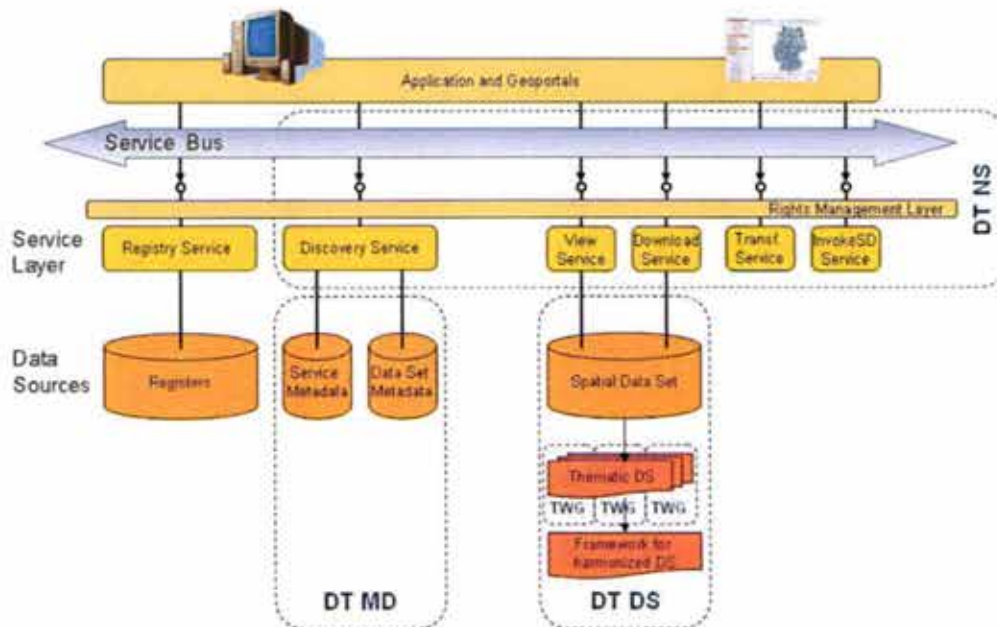 Application and Geoportals
Service Bus
DT NS
Rights Management Layer
Service
Layer
Registry Service
Discovery Service
View
Service
Download
Service
Transf.
Service
InvokeSD
Service
Data
Sources
Registers
Service
Metadata
Data Set
Metadata
Spatial Data Set
Thematic DS
TWG
TWG
TWG
Framework for
harmonized DS
DT MD
DT DS